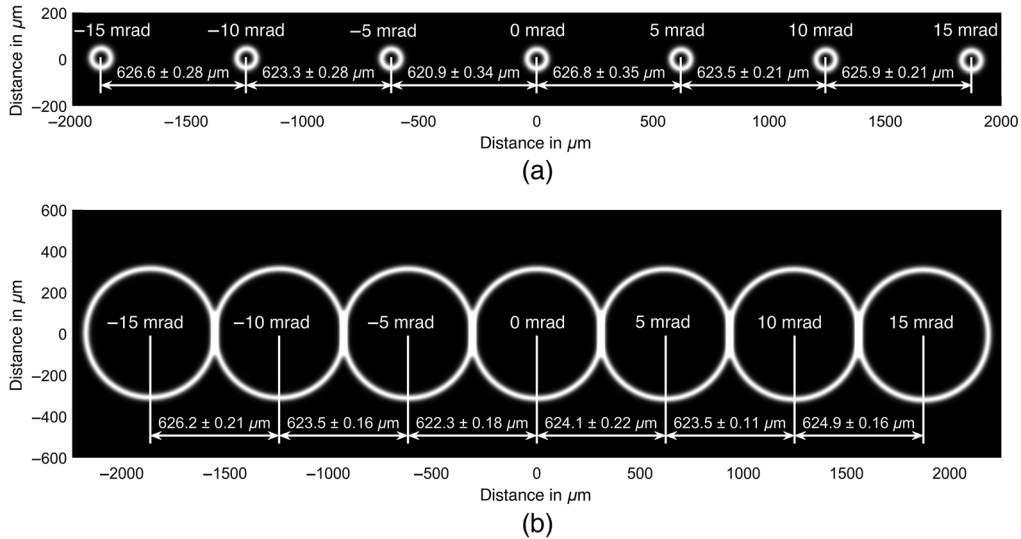 200
0
−200
Distance in µm
−15 mrad −10 mrad −5 mrad 0 mrad 5 mrad 10 mrad 15 mrad
626.6 ± 0.28 µm 623.3 ± 0.28 µm 620.9 ± 0.34 µm 626.8 ± 0.35 µm 623.5 ± 0.21 µm 625.9 ± 0.21 µm
−2000 −1500 −1000 −500 0 500 1000 1500 2000
Distance in µm
(a)
600
400
200
0
−200
−400
−600
Distance in µm
−15 mrad −10 mrad −5 mrad 0 mrad 5 mrad 10 mrad 15 mrad
626.2 ± 0.21 µm 623.5 ± 0.16 µm 622.3 ± 0.18 µm 624.1 ± 0.22 µm 623.5 ± 0.11 µm 624.9 ± 0.16 µm
−2000 −1500 −1000 −500 0 500 1000 1500 2000
Distance in µm
(b)